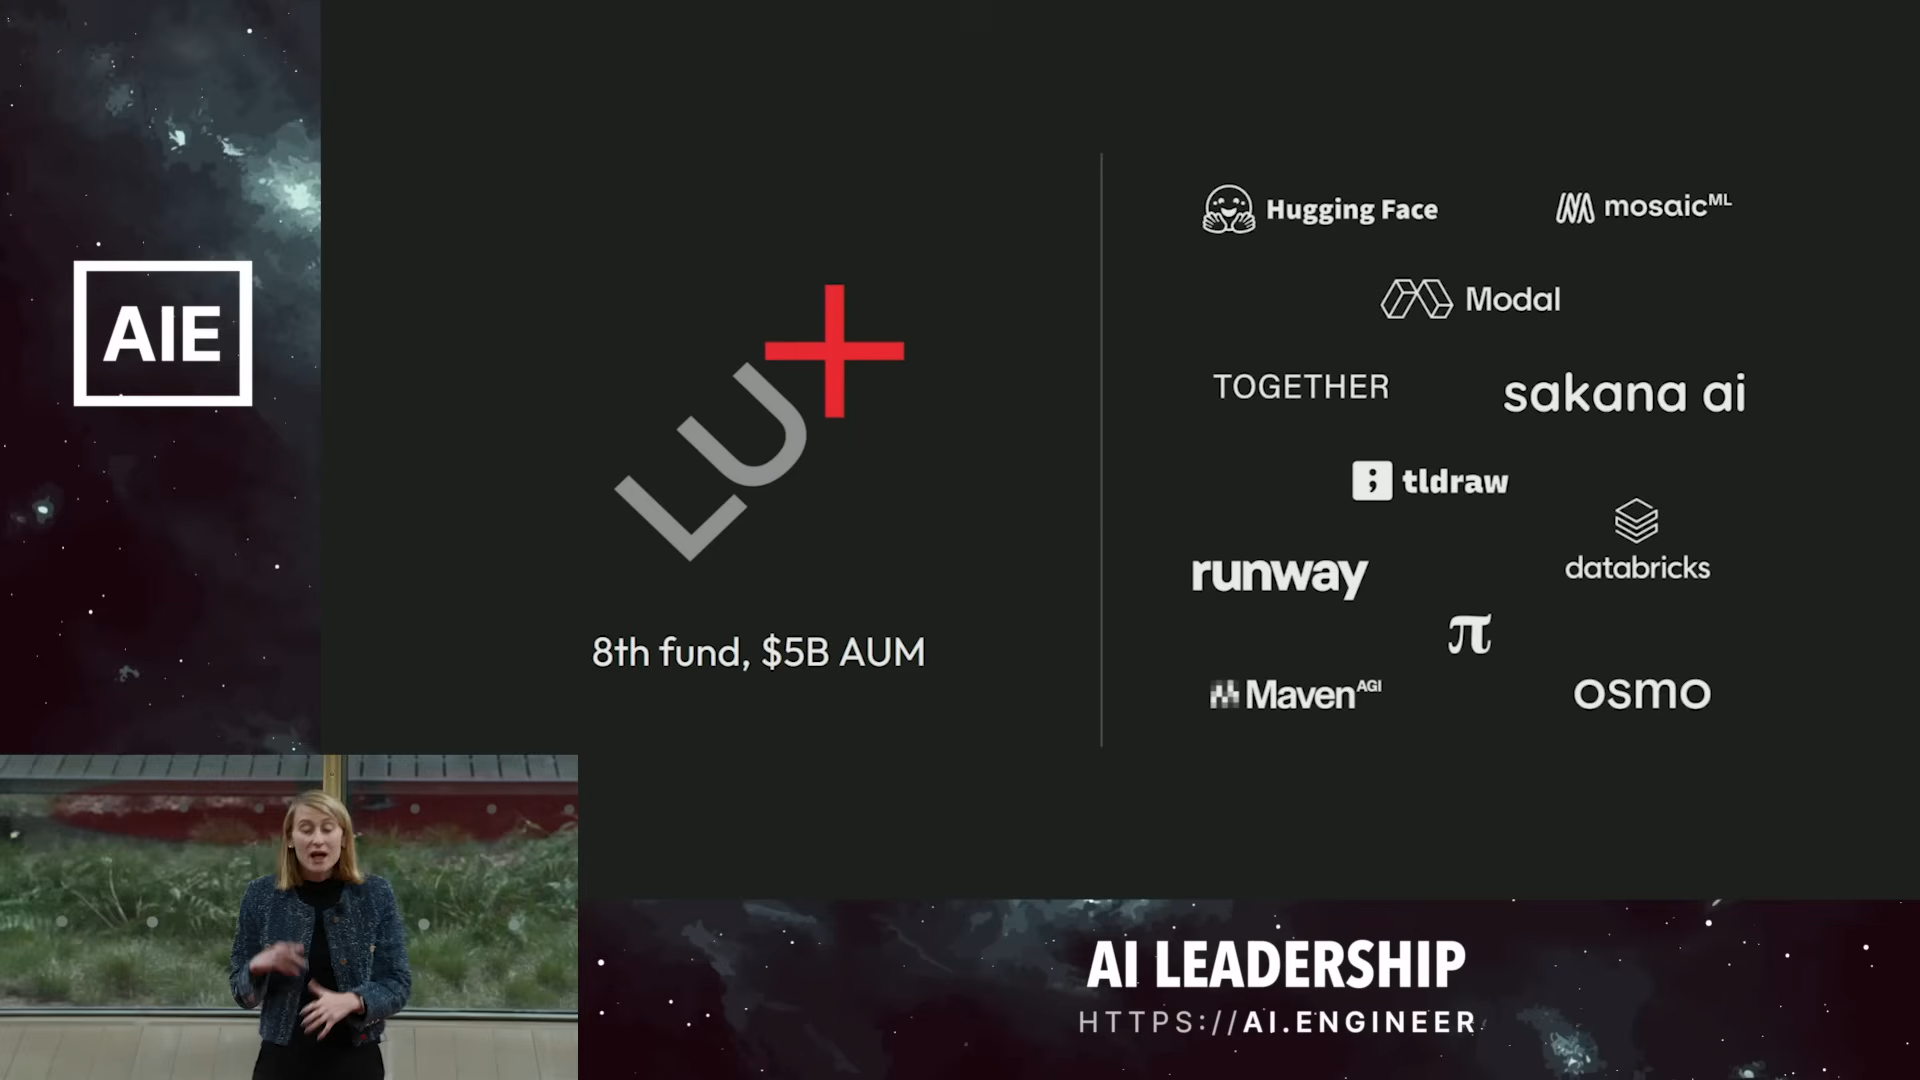 AIE
LUX
8th fund, $5B AUM
Hugging Face
mosaicML
Modal
TOGETHER
sakana ai
tldraw
databricks
runway
π
MavenAGI
osmo
AI LEADERSHIP
HTTPS://AI.ENGINEER